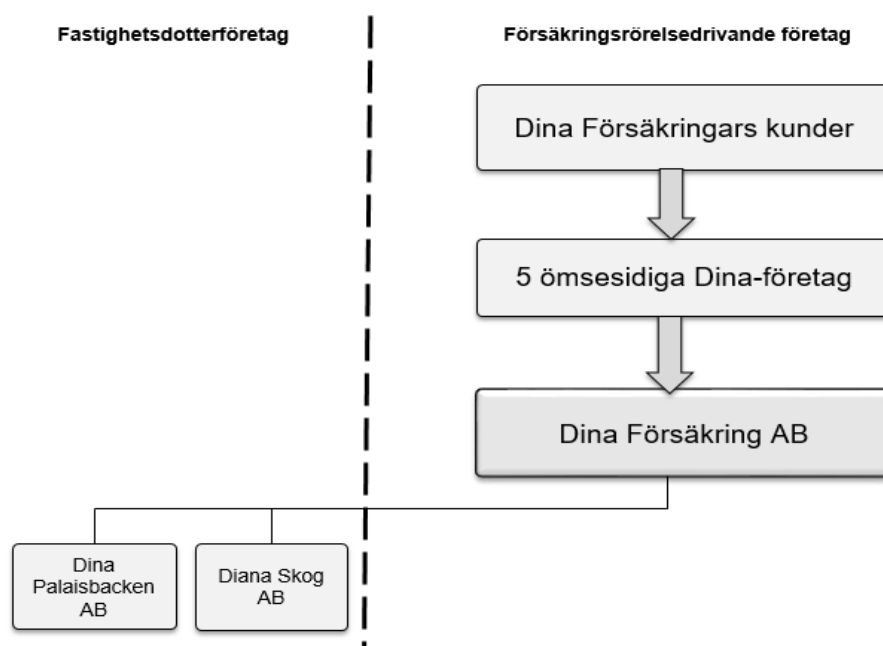 Fastighetsdotterföretag
Försäkringsrörelsedrivande företag
Dina Försäkringars kunder
5 ömsesidiga Dina-företag
Dina Försäkring AB
Dina
Palaisbacken
AB
Diana Skog
AB